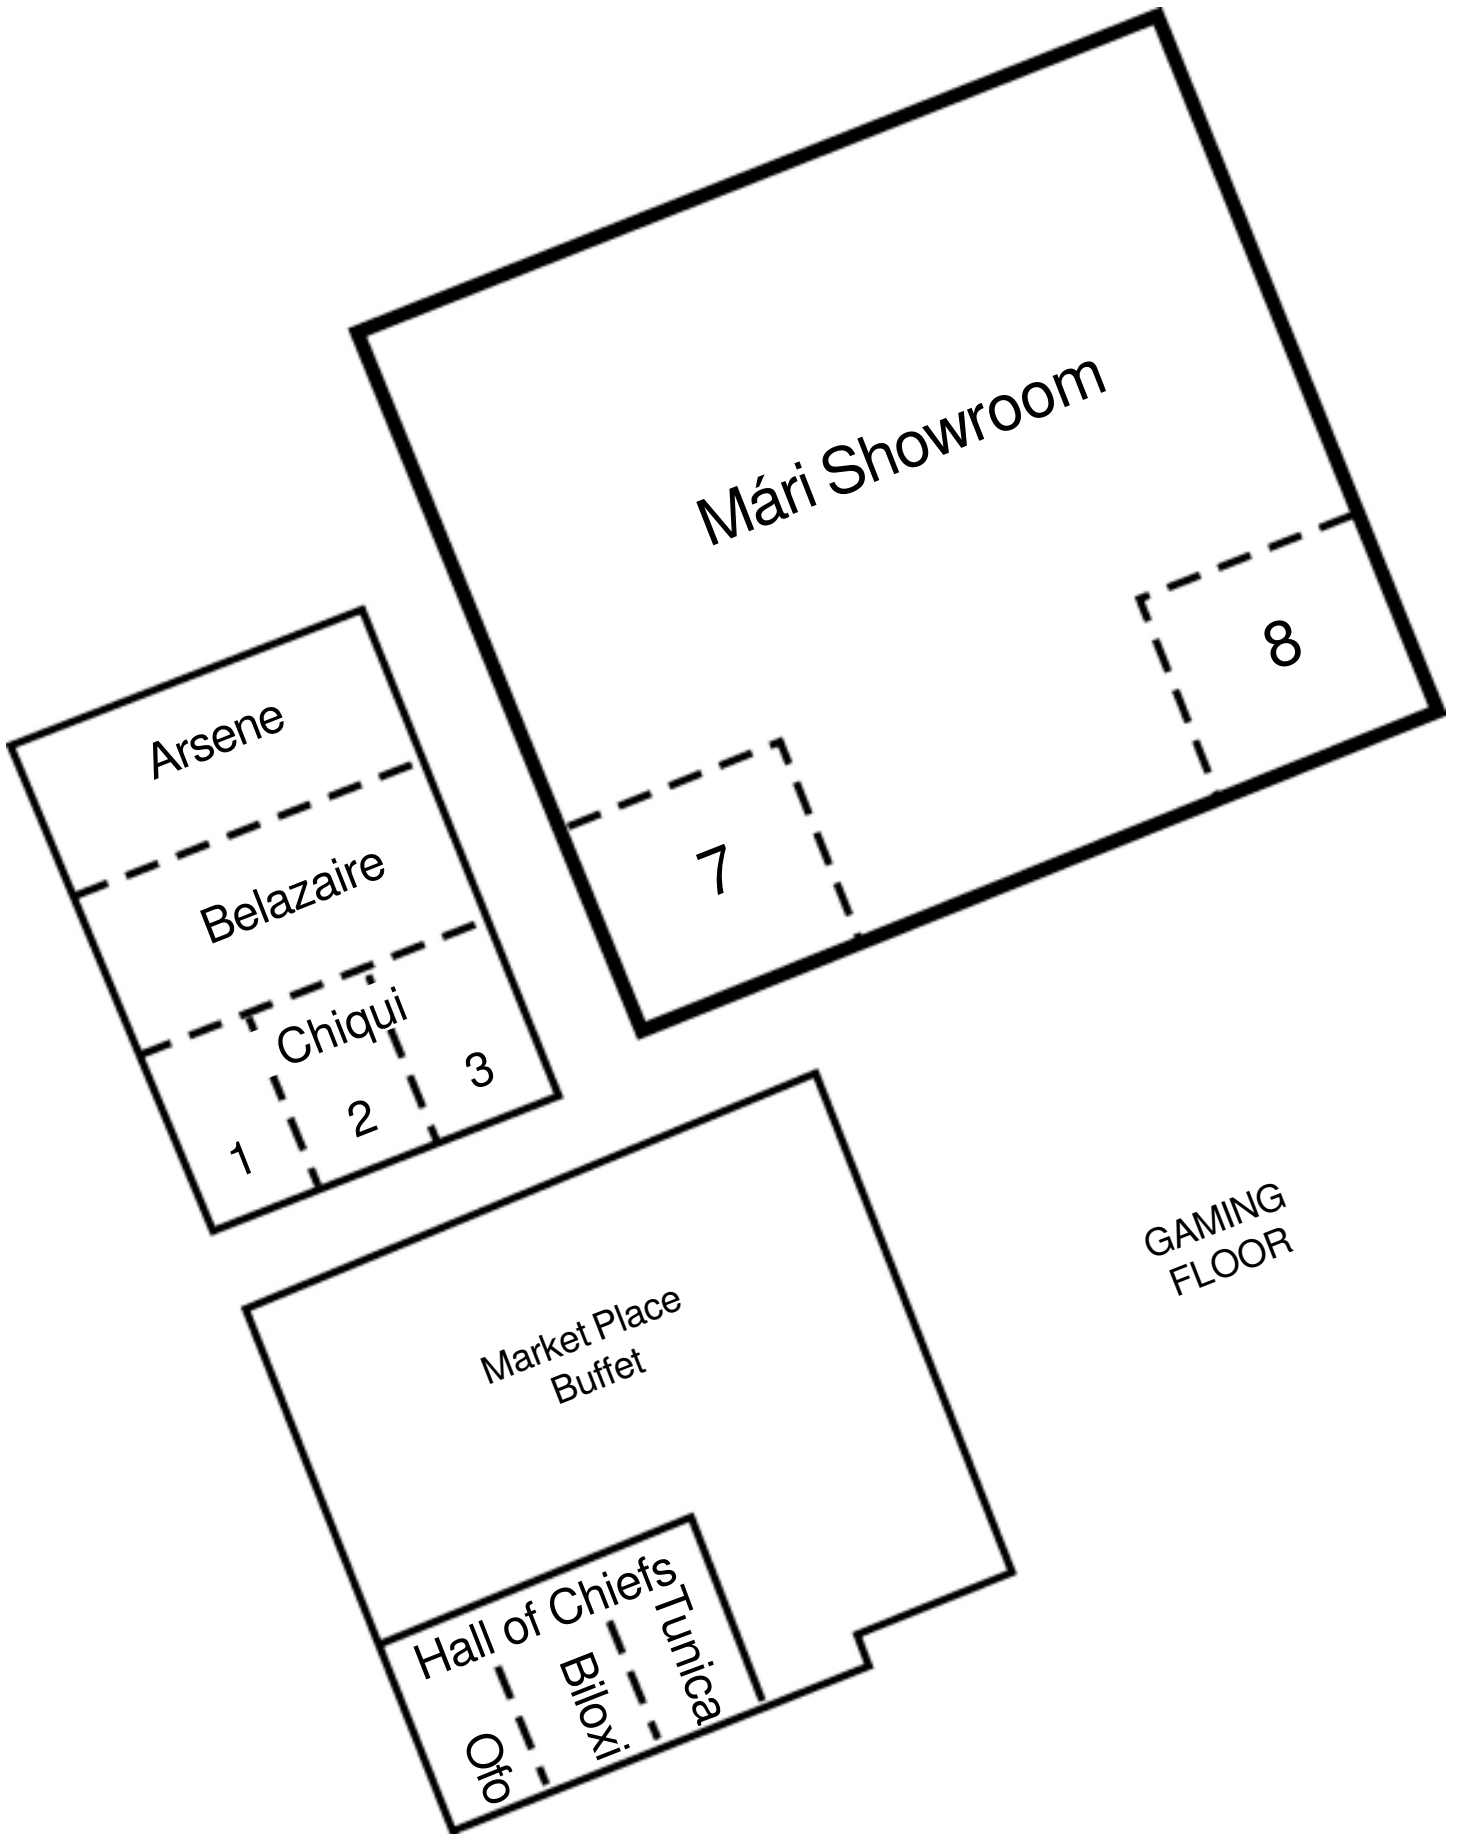 Mári Showroom
8
7
Arsene
Belazaire
Chiqui
1
2
3
GAMING
FLOOR
Market Place
Buffet
Hall of Chiefs
Ofo
Biloxi
Tunica